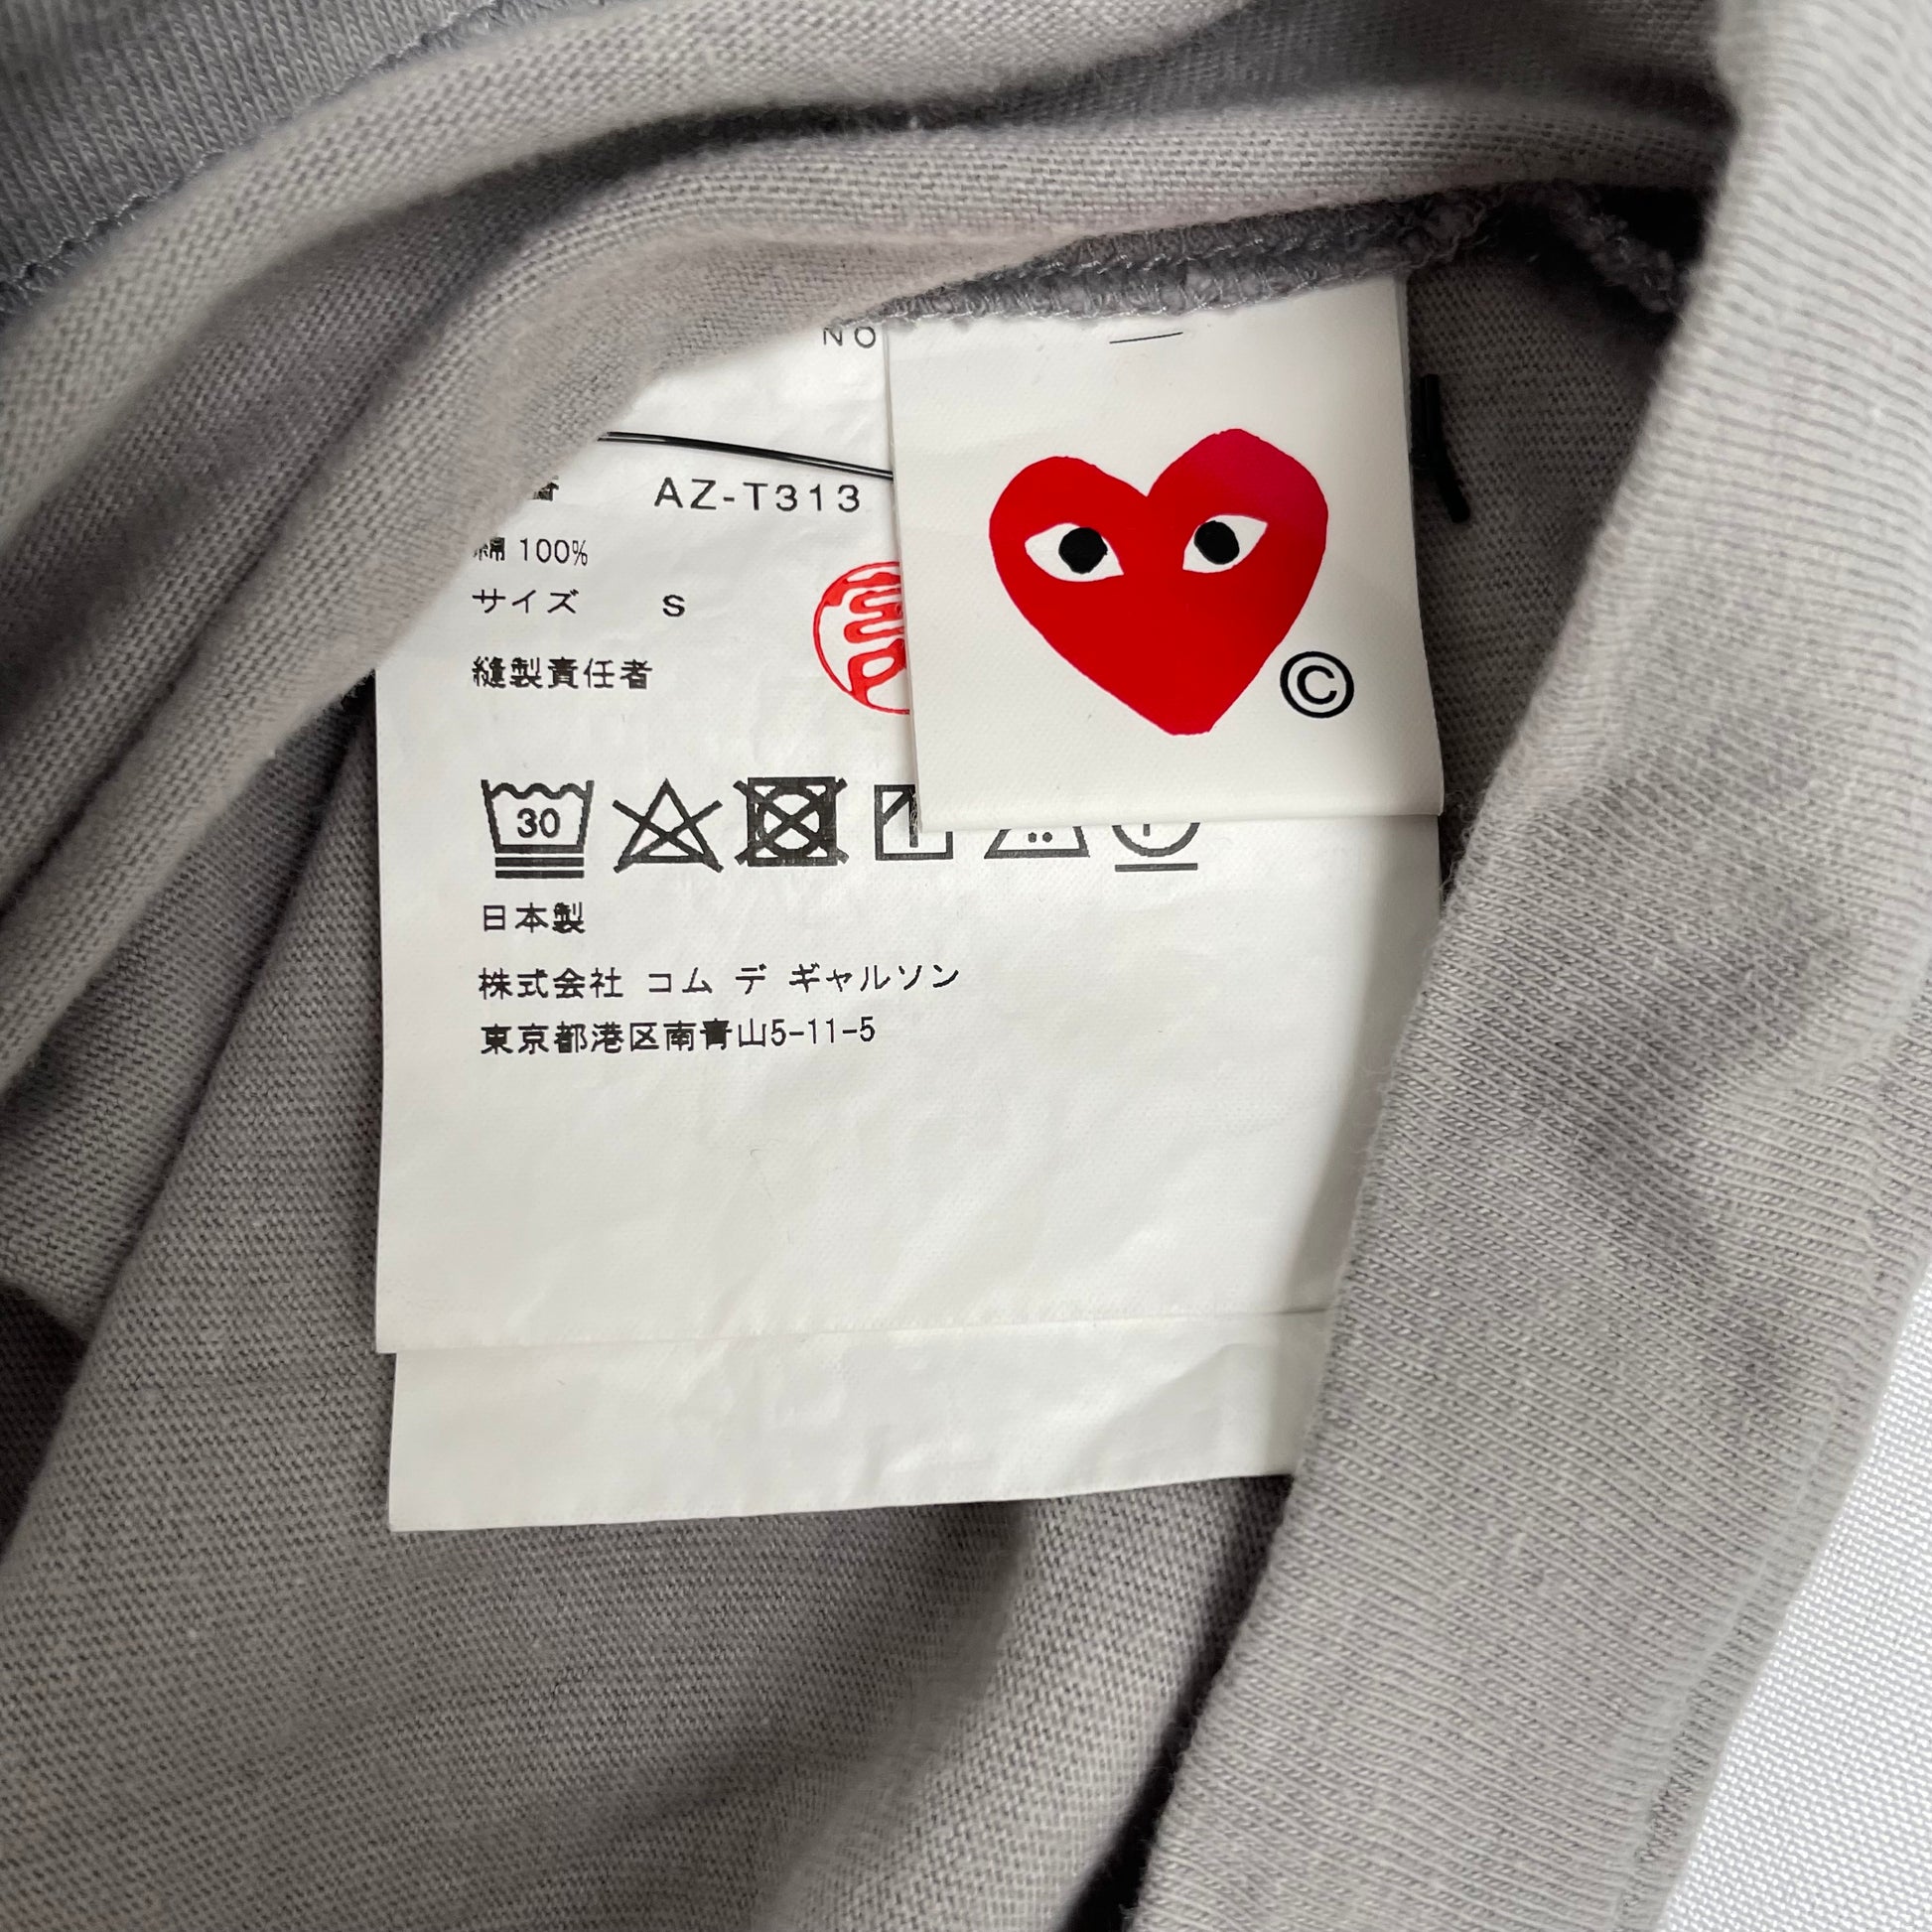 NO
AZ-T313
綿 100%
サイズ S
縫製責任者
©
30
日本製
株式会社 コム デ ギャルソン
東京都港区南青山5-11-5